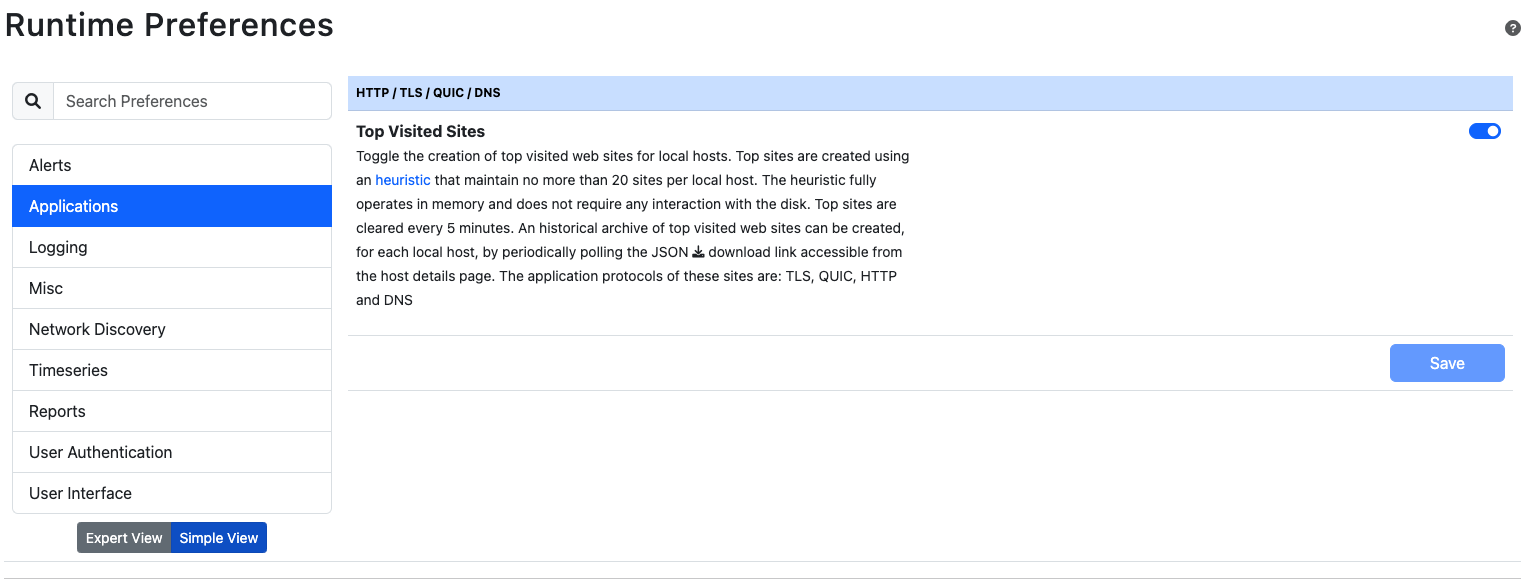 Runtime Preferences
?
Search Preferences
Alerts
Applications
Logging
Misc
Network Discovery
Timeseries
Reports
User Authentication
User Interface
Expert View
Simple View
HTTP / TLS / QUIC / DNS
Top Visited Sites
Toggle the creation of top visited web sites for local hosts. Top sites are created using
an heuristic that maintain no more than 20 sites per local host. The heuristic fully
operates in memory and does not require any interaction with the disk. Top sites are
cleared every 5 minutes. An historical archive of top visited web sites can be created,
for each local host, by periodically polling the JSON download link accessible from
the host details page. The application protocols of these sites are: TLS, QUIC, HTTP
and DNS
Save